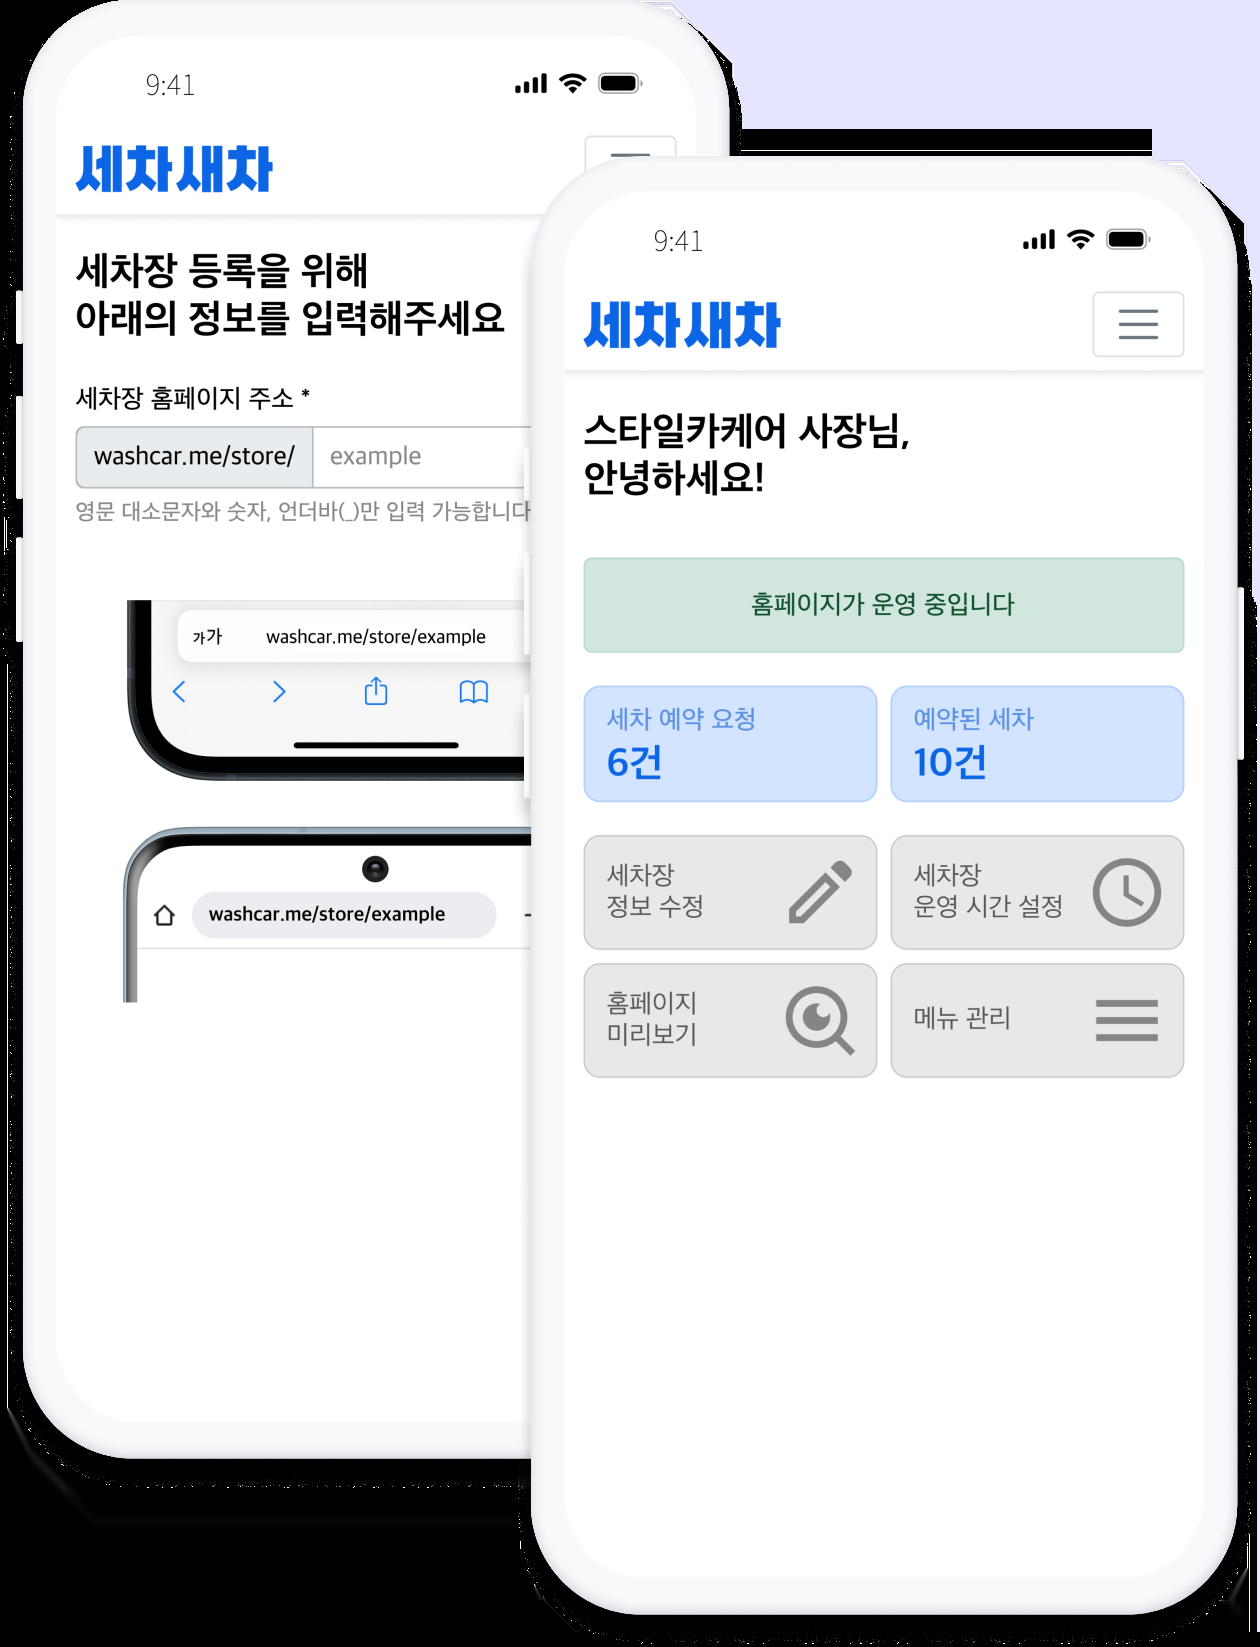 9:41
세차새차
세차장 등록을 위해
아래의 정보를 입력해주세요
세차장 홈페이지 주소 *
washcar.me/store/ example
영문 대소문자와 숫자, 언더바(_)만 입력 가능합니다
가가 washcar.me/store/example
washcar.me/store/example
9:41
세차새차
스타일카케어 사장님,
안녕하세요!
홈페이지가 운영 중입니다
세차 예약 요청
6건
예약된 세차
10건
세차장
정보 수정
세차장
운영 시간 설정
홈페이지
미리보기
메뉴 관리